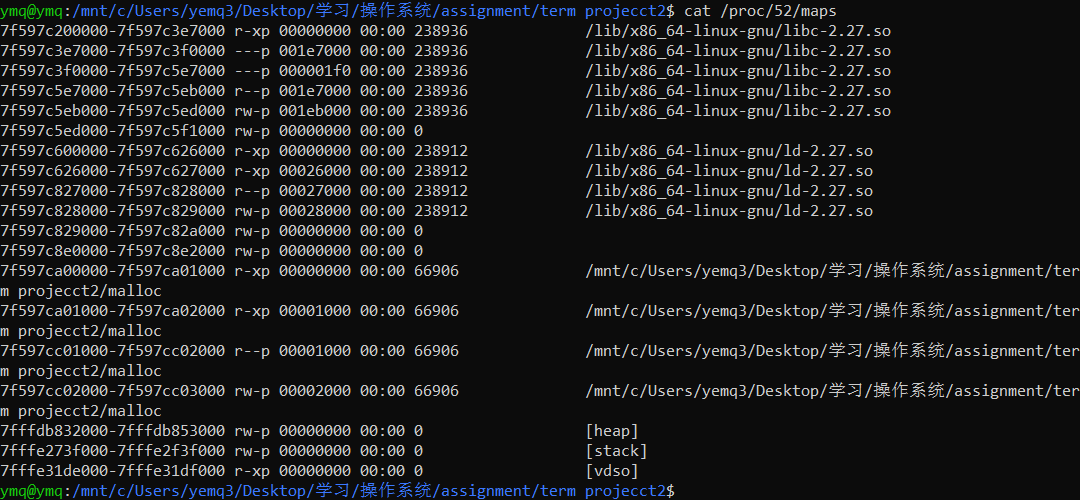 ymq@ymq:/mnt/c/Users/yemq3/Desktop/学习/操作系统/assignment/term projecct2$ cat /proc/52/maps
7f597c200000-7f597c3e7000 r-xp 00000000 00:00 238936 /lib/x86_64-linux-gnu/libc-2.27.so
7f597c3e7000-7f597c3f0000 ---p 001e7000 00:00 238936 /lib/x86_64-linux-gnu/libc-2.27.so
7f597c3f0000-7f597c5e7000 ---p 000001f0 00:00 238936 /lib/x86_64-linux-gnu/libc-2.27.so
7f597c5e7000-7f597c5eb000 r--p 001e7000 00:00 238936 /lib/x86_64-linux-gnu/libc-2.27.so
7f597c5eb000-7f597c5ed000 rw-p 001eb000 00:00 238936 /lib/x86_64-linux-gnu/libc-2.27.so
7f597c5ed000-7f597c5f1000 rw-p 00000000 00:00 0
7f597c600000-7f597c626000 r-xp 00000000 00:00 238912 /lib/x86_64-linux-gnu/ld-2.27.so
7f597c626000-7f597c627000 r-xp 00026000 00:00 238912 /lib/x86_64-linux-gnu/ld-2.27.so
7f597c827000-7f597c828000 r--p 00027000 00:00 238912 /lib/x86_64-linux-gnu/ld-2.27.so
7f597c828000-7f597c829000 rw-p 00028000 00:00 238912 /lib/x86_64-linux-gnu/ld-2.27.so
7f597c829000-7f597c82a000 rw-p 00000000 00:00 0
7f597c8e0000-7f597c8e2000 rw-p 00000000 00:00 0
7f597ca00000-7f597ca01000 r-xp 00000000 00:00 66906 /mnt/c/Users/yemq3/Desktop/学习/操作系统/assignment/ter
m projecct2/malloc
7f597ca01000-7f597ca02000 r-xp 00001000 00:00 66906 /mnt/c/Users/yemq3/Desktop/学习/操作系统/assignment/ter
m projecct2/malloc
7f597cc01000-7f597cc02000 r--p 00001000 00:00 66906 /mnt/c/Users/yemq3/Desktop/学习/操作系统/assignment/ter
m projecct2/malloc
7f597cc02000-7f597cc03000 rw-p 00002000 00:00 66906 /mnt/c/Users/yemq3/Desktop/学习/操作系统/assignment/ter
m projecct2/malloc
7fffdb832000-7fffdb853000 rw-p 00000000 00:00 0 [heap]
7fffe273f000-7fffe2f3f000 rw-p 00000000 00:00 0 [stack]
7fffe31de000-7fffe31df000 r-xp 00000000 00:00 0 [vdso]
ymq@ymq:/mnt/c/Users/yemq3/Desktop/学习/操作系统/assignment/term projecct2$